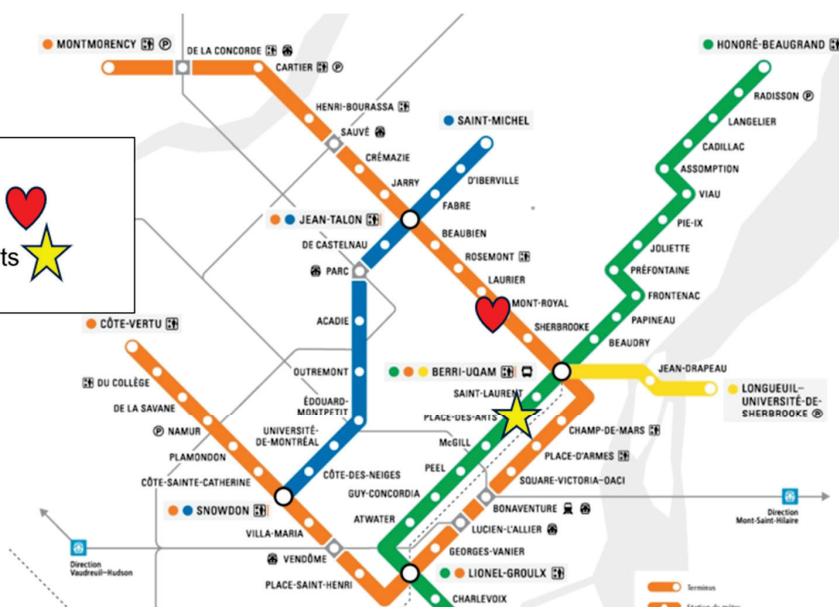 MONTMORENCY
DE LA CONCORDE
CARTIER
HENRI-BOURASSA
SAUVÉ
CRÉMAZIE
JARRY
SAINT-MICHEL
D'IBERVILLE
FABRE
JEAN-TALON
DE CASTELNAU
PARC
BEAUBIEN
ROSEMONT
LAURIER
MONT-ROYAL
SHERBROOKE
HONORÉ-BEAUGRAND
RADISSON
LANGELIER
CADILLAC
ASSOMPTION
VIAU
PIE-IX
JOLIETTE
PRÉFONTAINE
FRONTENAC
PAPINEAU
BEAUDRY
ts
CÔTE-VERTU
DU COLLÈGE
DE LA SAVANE
NAMUR
PLAMONDON
CÔTE-SAINTE-CATHERINE
SNOWDON
VILLA-MARIA
VENDÔME
PLACE-SAINT-HENRI
ACADIE
OUTREMONT
ÉDOUARD-
MONTPETIT
UNIVERSITÉ-
DE-MONTRÉAL
CÔTE-DES-NEIGES
BERRI-UQAM
SAINT-LAURENT
PLACE-DES-ARTS
McGILL
PEEL
GUY-CONCORDIA
ATWATER
JEAN-DRAPEAU
LONGUEUIL–
UNIVERSITÉ-DE-
SHERBROOKE
CHAMP-DE-MARS
PLACE-D'ARMES
SQUARE-VICTORIA–OACI
BONAVENTURE
LUCIEN-L'ALLIER
GEORGES-VANIER
LIONEL-GROULX
CHARLEVOIX
Direction
Vaudreuil–Hudson
Direction
Mont-Saint-Hilaire
Terminus
Station de métro